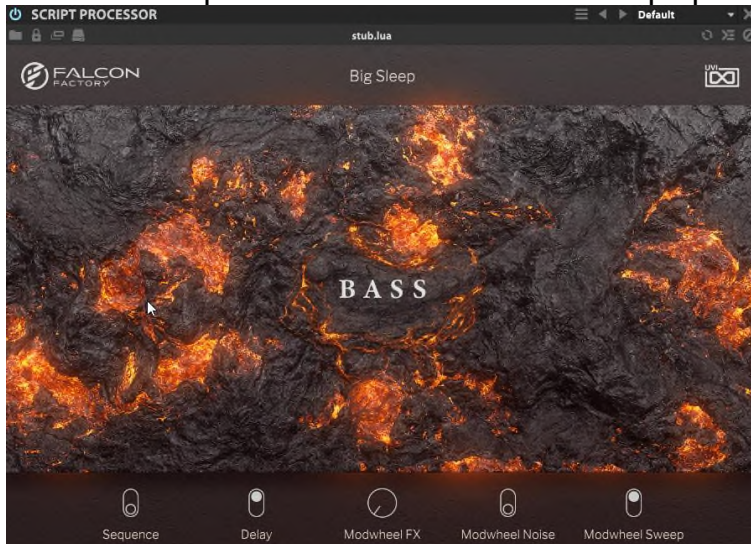 SCRIPT PROCESSOR
Default
stub.lua
FALCON
FACTORY
Big Sleep
UVI
BASS
Sequence
Delay
Modwheel FX
Modwheel Noise
Modwheel Sweep